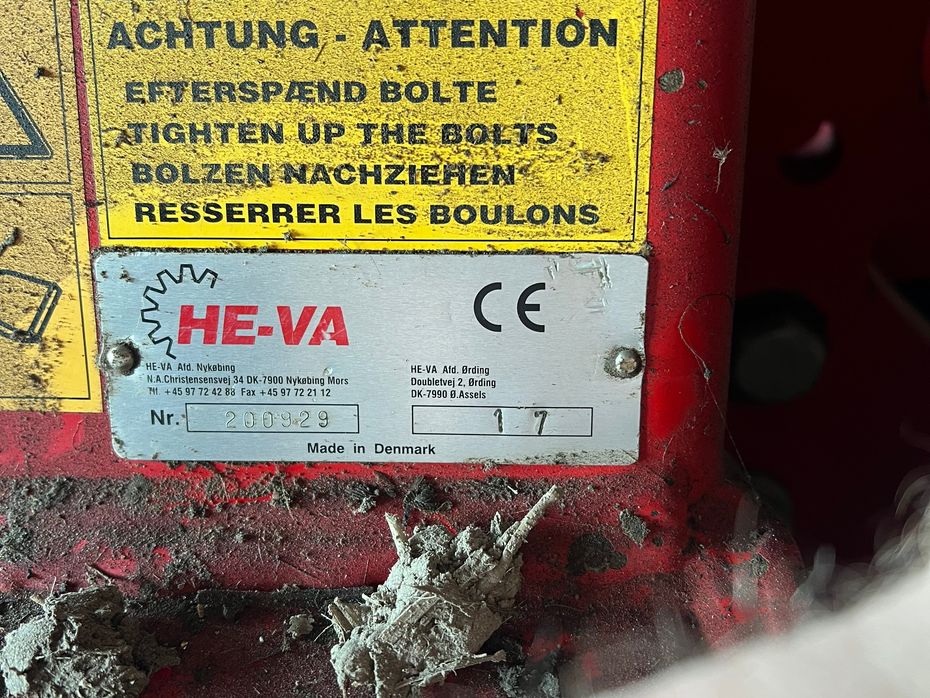 ACHTUNG - ATTENTION
EFTERSPÆND BOLTE
TIGHTEN UP THE BOLTS
BOLZEN NACHZIEHEN
RESSERRER LES BOULONS
HE-VA
CE
HE-VA Afd. Nykøbing
N.A.Christensensvej 34 DK-7900 Nykøbing Mors
Tlf. +45 97 72 42 88 Fax +45 97 72 21 12
HE-VA Afd. Ørding
Doubletvej 2, Ørding
DK-7990 Ø.Assels
Nr. 200929
17
Made in Denmark